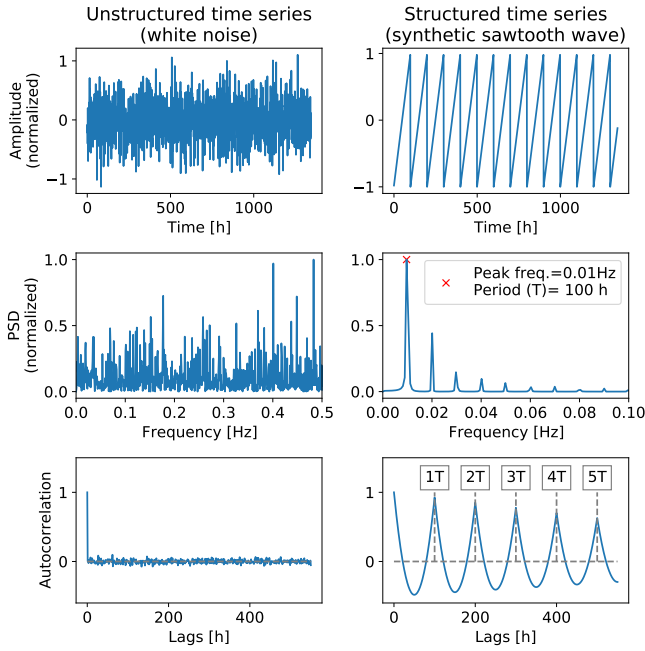 Unstructured time series
(white noise)
Structured time series
(synthetic sawtooth wave)
Amplitude
(normalized)
1
0
−1
0
500
1000
Time [h]
1
0
−1
0
500
1000
Time [h]
PSD
(normalized)
1.0
0.5
0.0
0.0
0.1
0.2
0.3
0.4
0.5
Frequency [Hz]
1.0
0.5
0.0
Peak freq.=0.01Hz
Period (T)= 100 h
0.00
0.02
0.04
0.06
0.08
0.10
Frequency [Hz]
Autocorrelation
1
0
0
200
400
Lags [h]
1
0
1T
2T
3T
4T
5T
0
200
400
Lags [h]